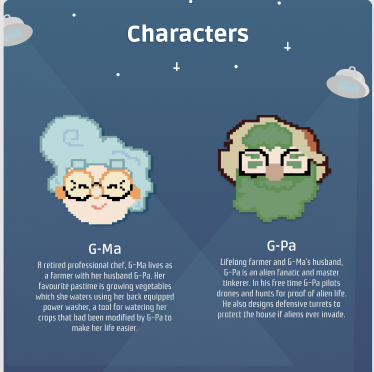 Characters
G-Ma
A retired professional chef, G-Ma lives as
a farmer with her husband G-Pa. Her
favourite pastime is growing vegetables
which she waters using her back equipped
power washer, a tool for watering her
crops that had been modified by G-Pa to
make her life easier.
G-Pa
Lifelong farmer and G-Ma's husband,
G-Pa is an alien fanatic and master
tinkerer. In his free time G-Pa pilots
drones and hunts for proof of alien life.
He also designs defensive turrets to
protect the house if aliens ever invade.